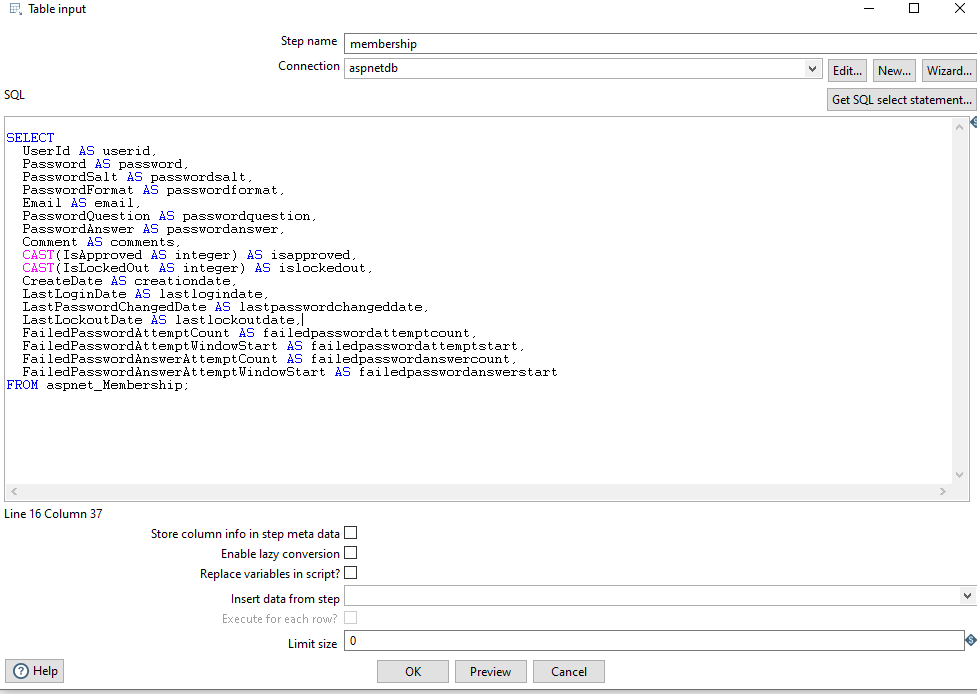 Table input
Step name membership
Connection aspnetdb Edit... New... Wizard...
SQL Get SQL select statement...
SELECT
UserId AS userid,
Password AS password,
PasswordSalt AS passwordsalt,
PasswordFormat AS passwordformat,
Email AS email,
PasswordQuestion AS passwordquestion,
PasswordAnswer AS passwordanswer,
Comment AS comments,
CAST(IsApproved AS integer) AS isapproved,
CAST(IsLockedOut AS integer) AS islockedout,
CreateDate AS creationdate,
LastLoginDate AS lastlogindate,
LastPasswordChangedDate AS lastpasswordchangeddate,
LastLockoutDate AS lastlockoutdate,
FailedPasswordAttemptCount AS failedpasswordattemptcount,
FailedPasswordAttemptWindowStart AS failedpasswordattemptstart,
FailedPasswordAnswerAttemptCount AS failedpasswordanswercount,
FailedPasswordAnswerAttemptWindowStart AS failedpasswordanswerstart
FROM aspnet_Membership;
Line 16 Column 37
Store column info in step meta data
Enable lazy conversion
Replace variables in script?
Insert data from step
Execute for each row?
Limit size 0
? Help OK Preview Cancel